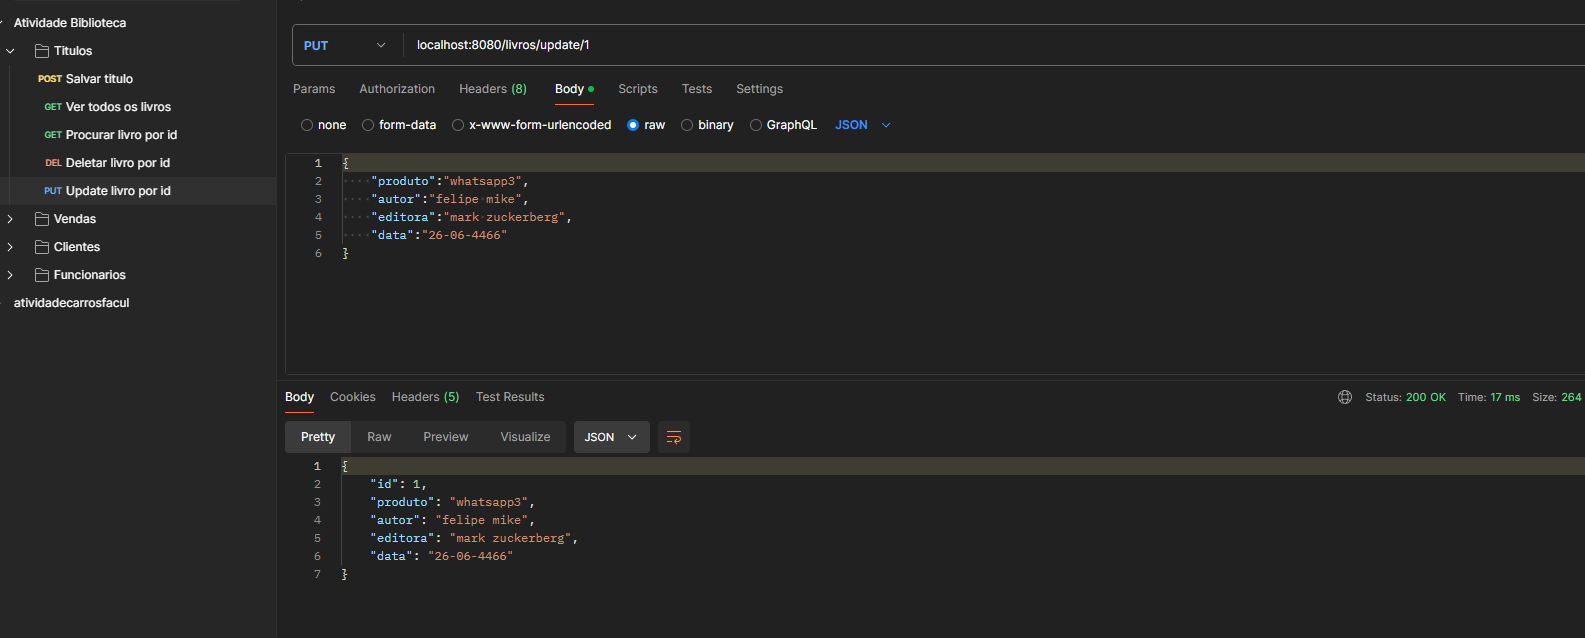 Atividade Biblioteca
Titulos
POST Salvar titulo
GET Ver todos os livros
GET Procurar livro por id
DEL Deletar livro por id
PUT Update livro por id
Vendas
Clientes
Funcionarios
atividadecarrosfacul
PUT localhost:8080/livros/update/1
Params Authorization Headers (8) Body Scripts Tests Settings
none form-data x-www-form-urlencoded raw binary GraphQL JSON
1 {
2 "produto":"whatsapp3",
3 "autor":"felipe mike",
4 "editora":"mark zuckerberg",
5 "data":"26-06-4466"
6 }
Body Cookies Headers (5) Test Results Status: 200 OK Time: 17 ms Size: 264
Pretty Raw Preview Visualize JSON
1 {
2 "id": 1,
3 "produto": "whatsapp3",
4 "autor": "felipe mike",
5 "editora": "mark zuckerberg",
6 "data": "26-06-4466"
7 }